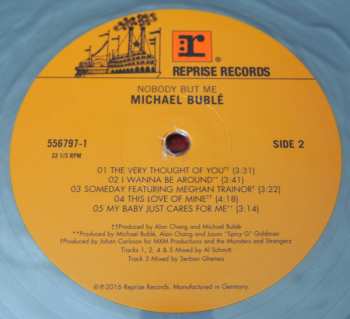 r
REPRISE RECORDS
NOBODY BUT ME
MICHAEL BUBLÉ
556797-1
33 1/3 RPM
SIDE 2
01 THE VERY THOUGHT OF YOU†† (3:31)
02 I WANNA BE AROUND** (3:41)
03 SOMEDAY FEATURING MEGHAN TRAINOR† (3:22)
04 THIS LOVE OF MINE†† (4:18)
05 MY BABY JUST CARES FOR ME** (3:14)
††Produced by Alan Chang and Michael Bublé
**Produced by Michael Bublé, Alan Chang and Jason "Spicy G" Goldman
†Produced by Johan Carlsson for MXM Productions and the Monsters and Strangerz
Tracks 1, 2, 4 & 5 Mixed by Al Schmitt
Track 3 Mixed by Serban Ghenea
℗©2016 Reprise Records. Manufactured in Germany.